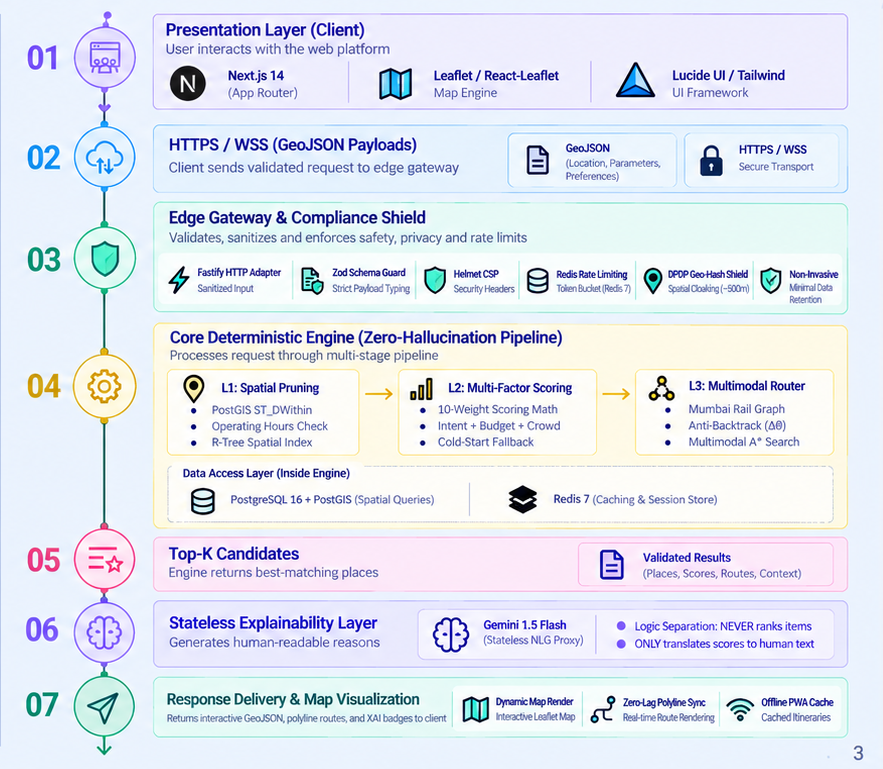 01
Presentation Layer (Client)
User interacts with the web platform
N
Next.js 14
(App Router)
Leaflet / React-Leaflet
Map Engine
Lucide UI / Tailwind
UI Framework
02
HTTPS / WSS (GeoJSON Payloads)
Client sends validated request to edge gateway
GeoJSON
(Location, Parameters,
Preferences)
HTTPS / WSS
Secure Transport
03
Edge Gateway & Compliance Shield
Validates, sanitizes and enforces safety, privacy and rate limits
Fastify HTTP Adapter
Sanitized Input
Zod Schema Guard
Strict Payload Typing
Helmet CSP
Security Headers
Redis Rate Limiting
Token Bucket (Redis 7)
DPDP Geo-Hash Shield
Spatial Cloaking (~500m)
Non-Invasive
Minimal Data
Retention
04
Core Deterministic Engine (Zero-Hallucination Pipeline)
Processes request through multi-stage pipeline
L1: Spatial Pruning
• PostGIS ST_DWithin
• Operating Hours Check
• R-Tree Spatial Index
L2: Multi-Factor Scoring
• 10-Weight Scoring Math
• Intent + Budget + Crowd
• Cold-Start Fallback
L3: Multimodal Router
• Mumbai Rail Graph
• Anti-Backtrack (Δθ)
• Multimodal A* Search
Data Access Layer (Inside Engine)
PostgreSQL 16 + PostGIS (Spatial Queries)
Redis 7 (Caching & Session Store)
05
Top-K Candidates
Engine returns best-matching places
Validated Results
(Places, Scores, Routes, Context)
06
Stateless Explainability Layer
Generates human-readable reasons
Gemini 1.5 Flash
(Stateless NLG Proxy)
• Logic Separation: NEVER ranks items
• ONLY translates scores to human text
07
Response Delivery & Map Visualization
Returns interactive GeoJSON, polyline routes, and XAI badges to client
Dynamic Map Render
Interactive Leaflet Map
Zero-Lag Polyline Sync
Real-time Route Rendering
Offline PWA Cache
Cached Itineraries
3